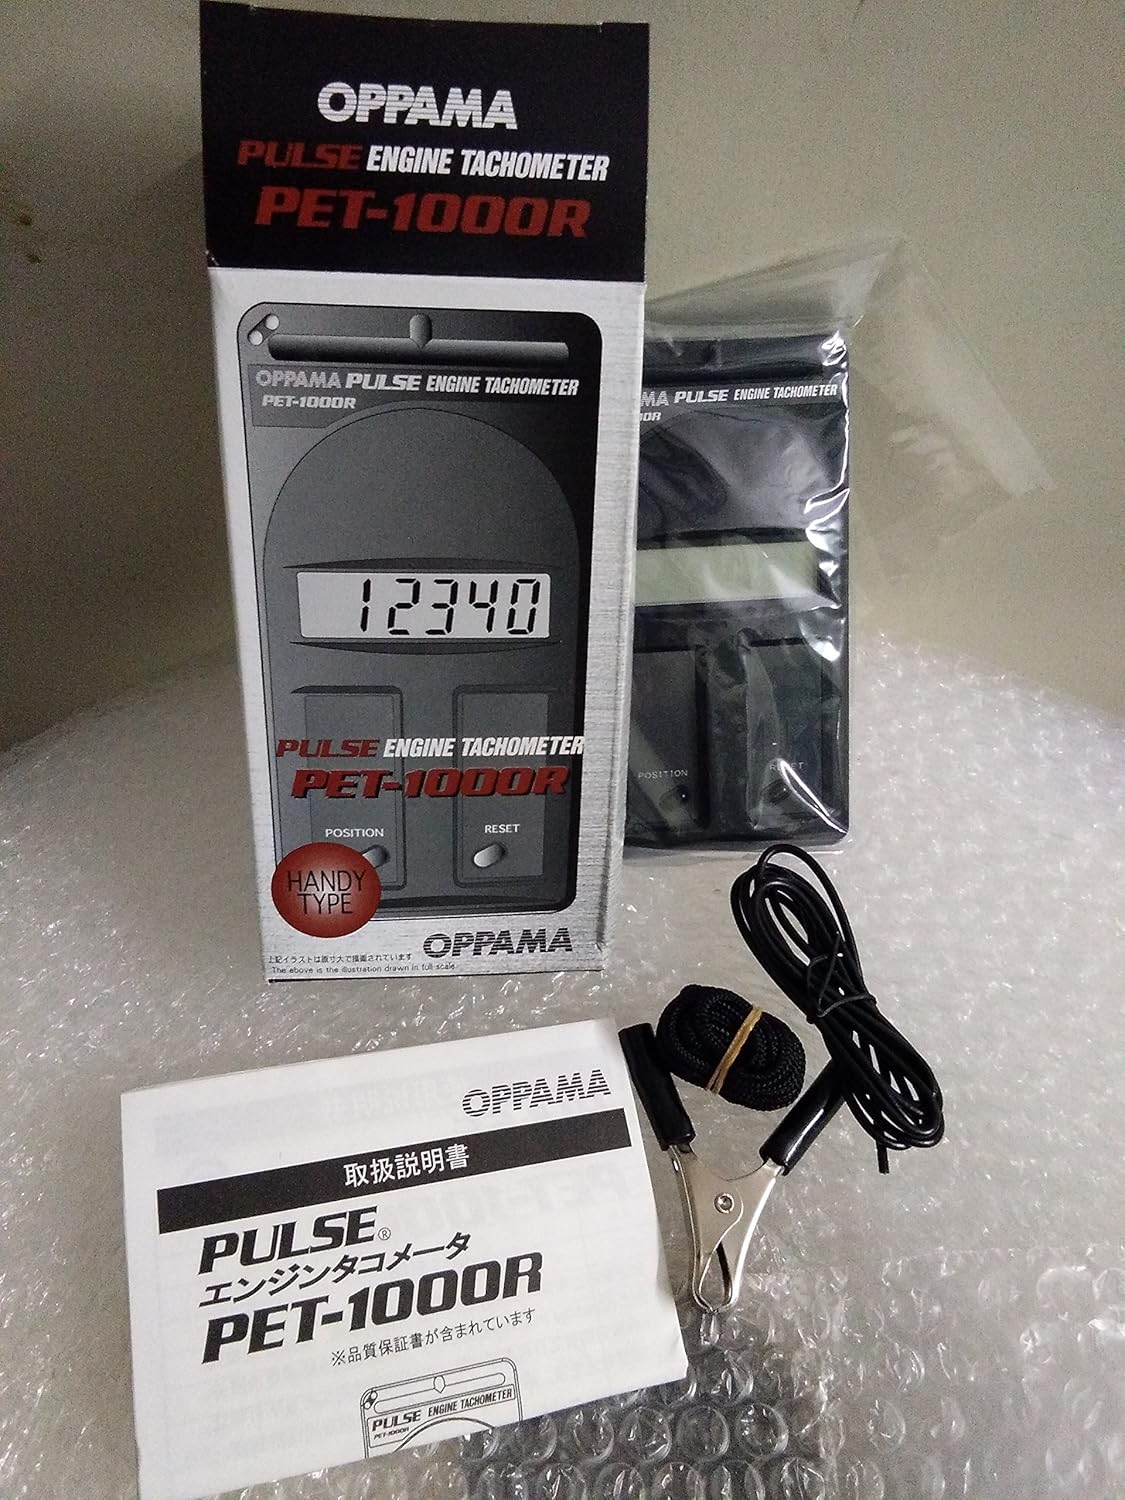 OPPAMA
PULSE ENGINE TACHOMETER
PET-1000R
OPPAMA PULSE ENGINE TACHOMETER
PET-1000R
12340
PULSE ENGINE TACHOMETER
PET-1000R
POSITION
RESET
HANDY
TYPE
OPPAMA
上記イラストは原寸大で描画されています
The above is the illustration drawn in full scale.
MA PULSE ENGINE TACHOMETER
00R
POSITION
RESET
OPPAMA
取扱説明書
PULSE®
エンジンタコメータ
PET-1000R
※品質保証書が含まれています
PULSE ENGINE TACHOMETER
PET-1000R